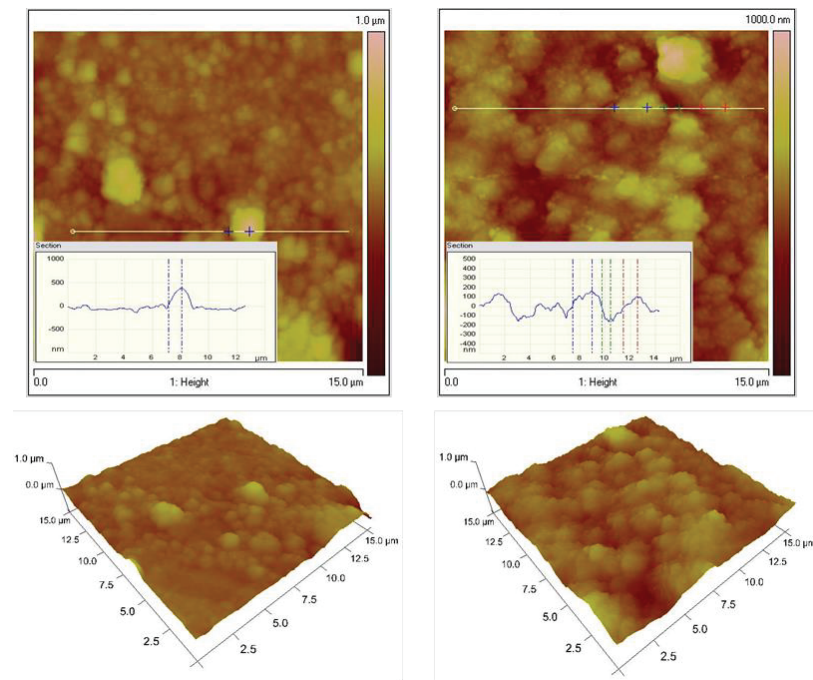 1.0 µm
Section
1000
500
0
-500
nm
2 4 6 8 10 12 µm
0.0 1: Height 15.0 µm
1000.0 nm
Section
500
400
300
200
100
0
-100
-200
-300
-400
nm
2 4 6 8 10 12 14 µm
0.0 1: Height 15.0 µm
1.0 µm
0.0 µm
15.0 µm
12.5
10.0
7.5
5.0
2.5
2.5
5.0
7.5
10.0
12.5
15.0 µm
1.0 µm
0.0 µm
15.0 µm
12.5
10.0
7.5
5.0
2.5
2.5
5.0
7.5
10.0
12.5
15.0 µm